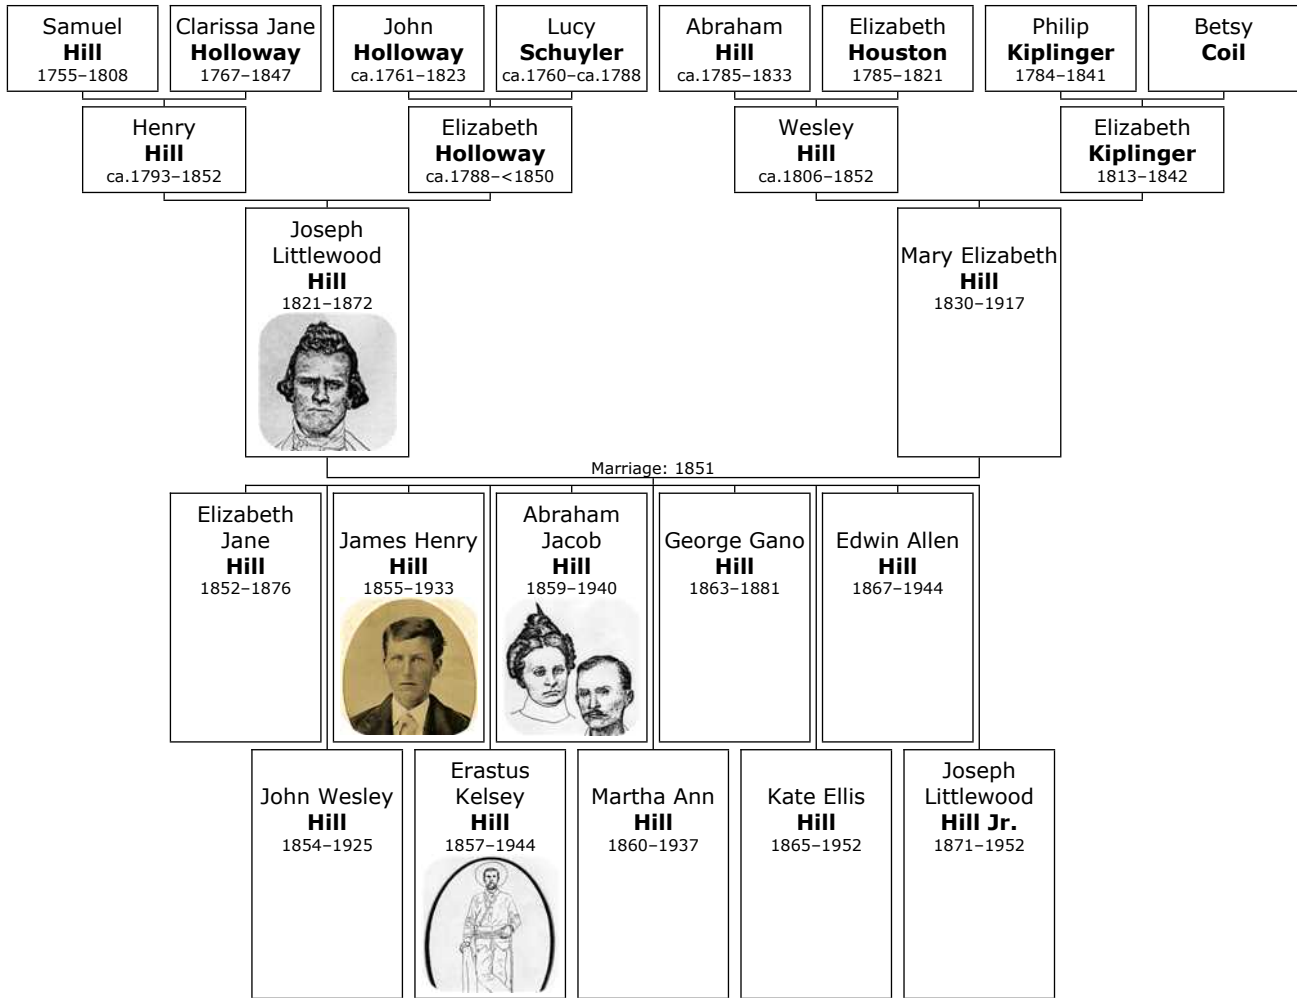 Samuel
Hill
1755–1808
Clarissa Jane
Holloway
1767–1847
John
Holloway
ca.1761–1823
Lucy
Schuyler
ca.1760–ca.1788
Abraham
Hill
ca.1785–1833
Elizabeth
Houston
1785–1821
Philip
Kiplinger
1784–1841
Betsy
Coil
Henry
Hill
ca.1793–1852
Elizabeth
Holloway
ca.1788–<1850
Wesley
Hill
ca.1806–1852
Elizabeth
Kiplinger
1813–1842
Joseph
Littlewood
Hill
1821–1872
Mary Elizabeth
Hill
1830–1917
Marriage: 1851
Elizabeth
Jane
Hill
1852–1876
James Henry
Hill
1855–1933
Abraham
Jacob
Hill
1859–1940
George Gano
Hill
1863–1881
Edwin Allen
Hill
1867–1944
John Wesley
Hill
1854–1925
Erastus
Kelsey
Hill
1857–1944
Martha Ann
Hill
1860–1937
Kate Ellis
Hill
1865–1952
Joseph
Littlewood
Hill Jr.
1871–1952